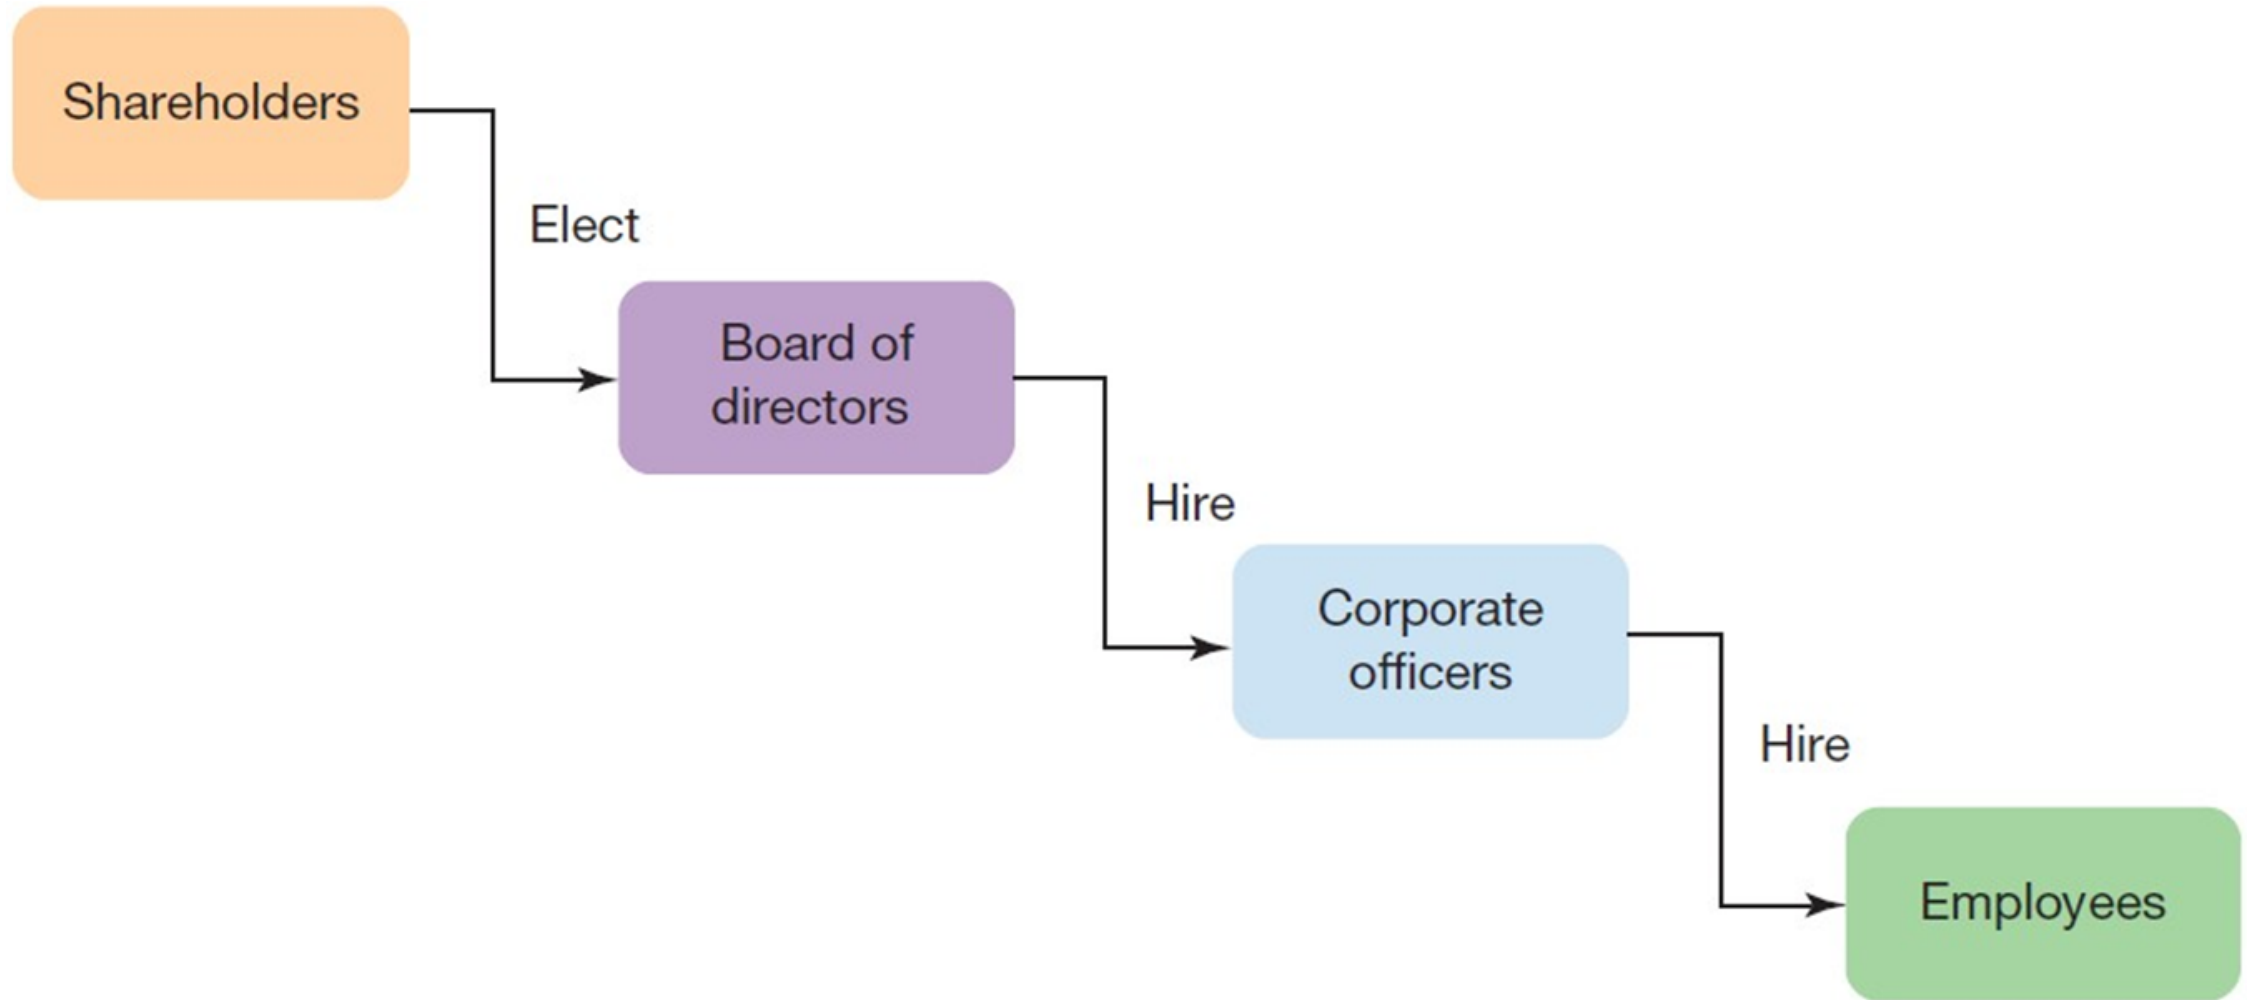 Shareholders
Elect
Board of
directors
Hire
Corporate
officers
Hire
Employees